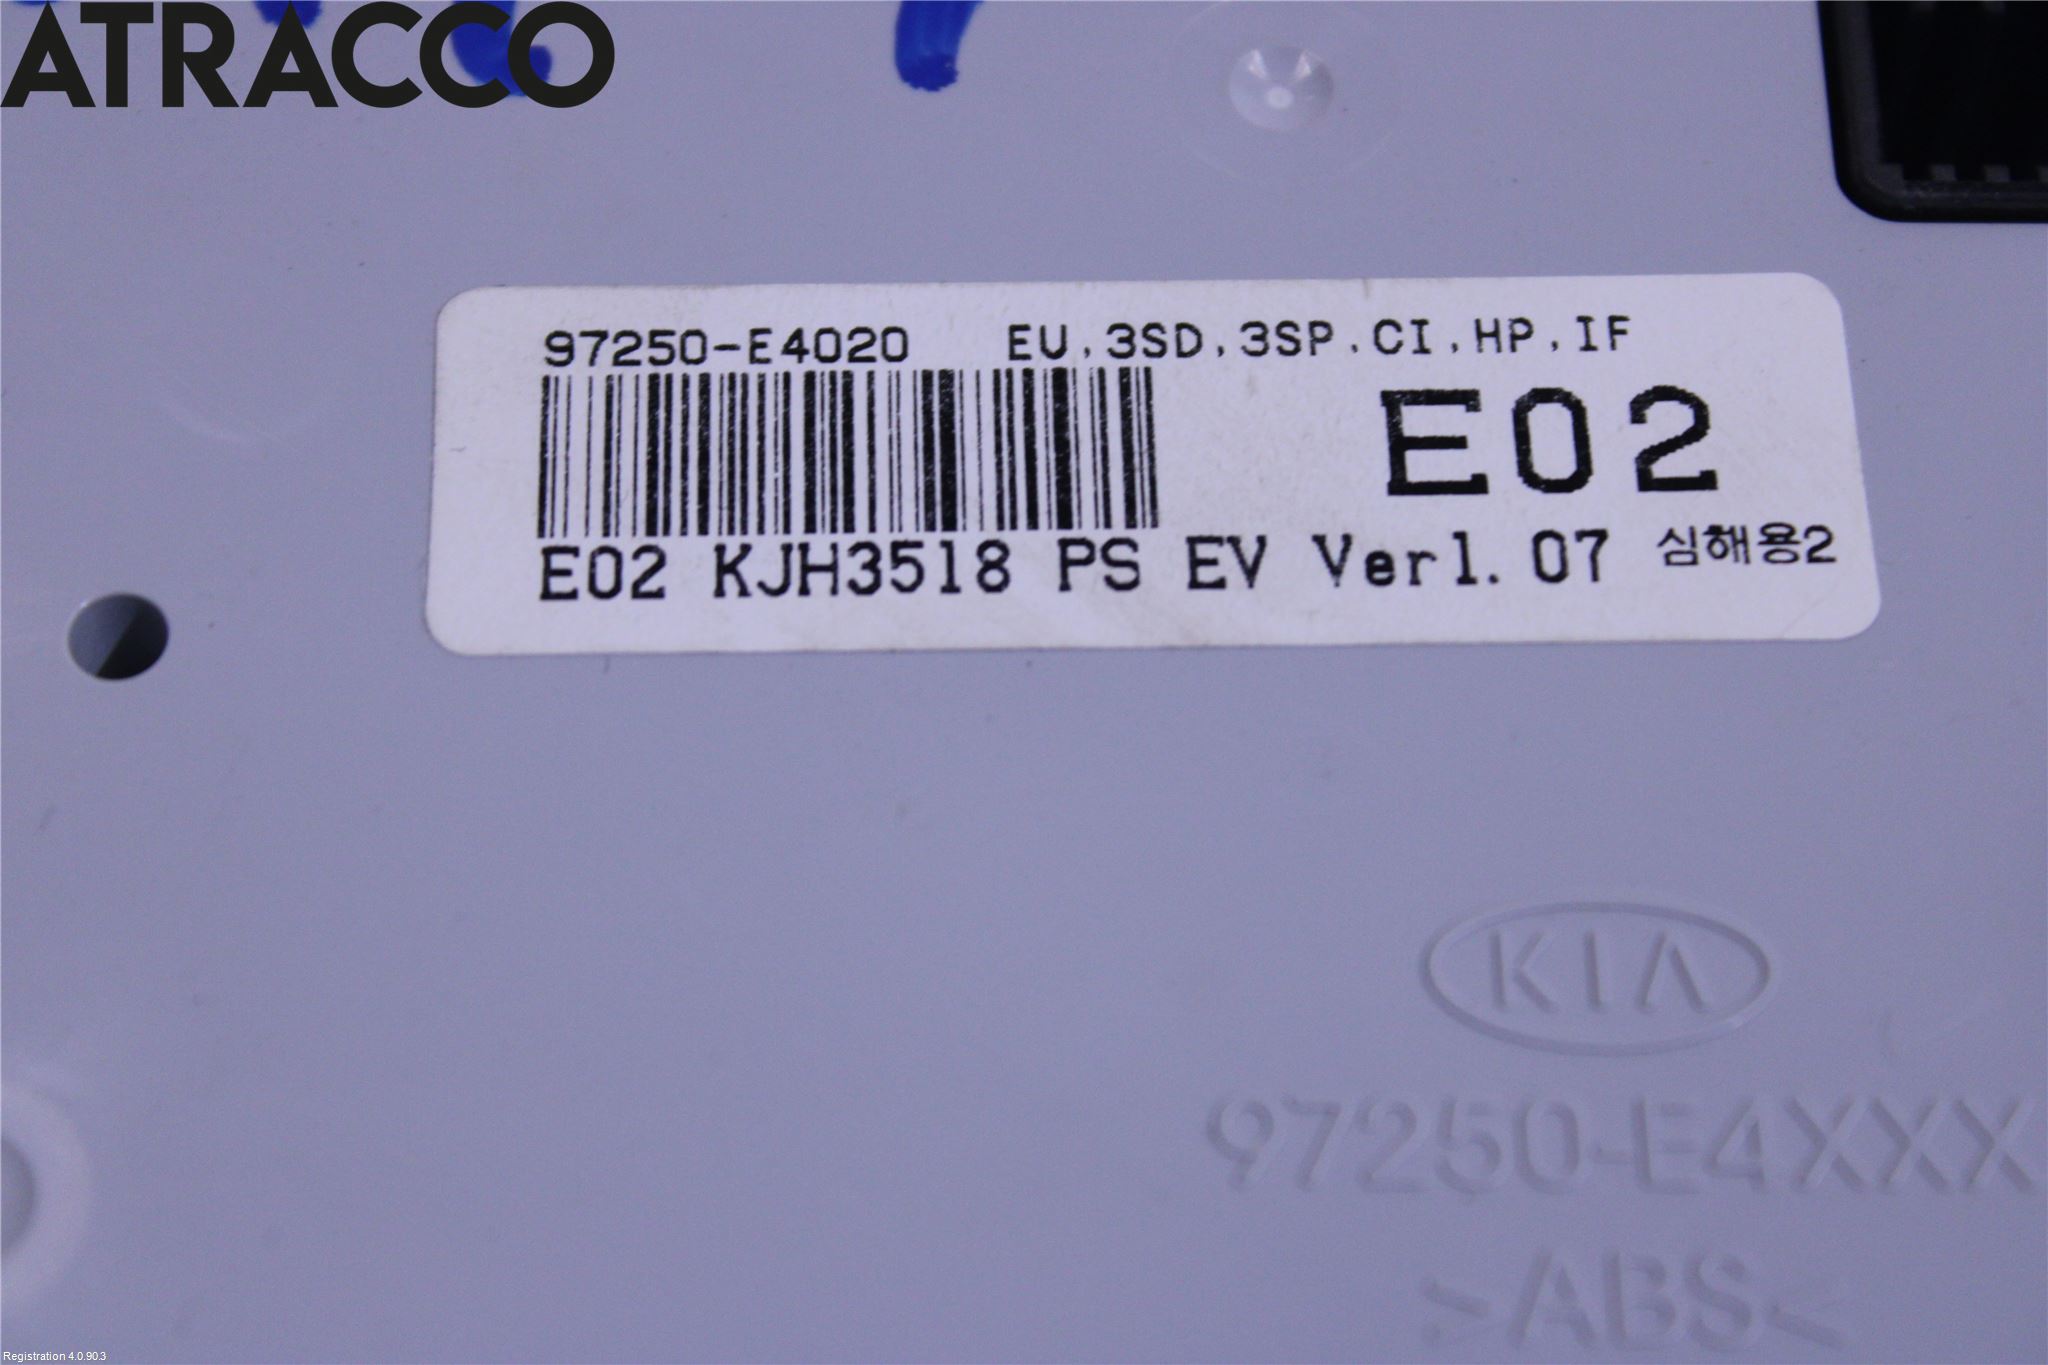 ATRACCO
97250-E4020 EU,3SD,3SP,CI,HP,IF
E02
E02 KJH3518 PS EV Ver1.07 심해용2
KIA
97250-E4XXX
>ABS<
Registration 4.0.90.3